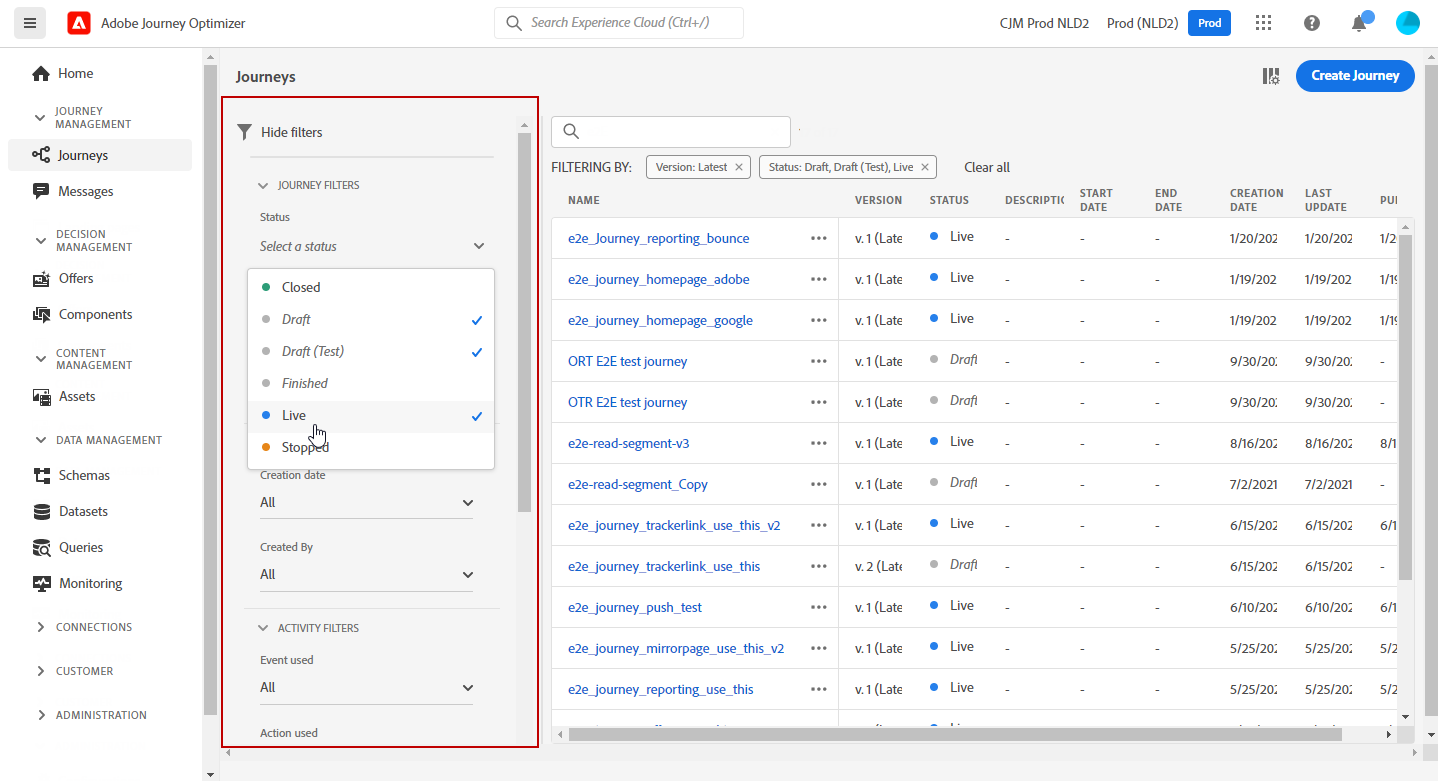 Adobe Journey Optimizer
Search Experience Cloud (Ctrl+/)
CJM Prod NLD2 Prod (NLD2) Prod
Home
JOURNEY
MANAGEMENT
Journeys
Messages
DECISION
MANAGEMENT
Offers
Components
CONTENT
MANAGEMENT
Assets
DATA MANAGEMENT
Schemas
Datasets
Queries
Monitoring
CONNECTIONS
CUSTOMER
ADMINISTRATION
Journeys
Create Journey
Hide filters
JOURNEY FILTERS
Status
Select a status
Closed
Draft
Draft (Test)
Finished
Live
Stopped
Creation date
All
Created By
All
ACTIVITY FILTERS
Event used
All
Action used
FILTERING BY: Version: Latest Status: Draft, Draft (Test), Live Clear all
NAME VERSION STATUS DESCRIPTIO START DATE END DATE CREATION DATE LAST UPDATE PU
e2e_Journey_reporting_bounce v. 1 (Late Live - - - 1/20/202 1/20/202 1/2
e2e_journey_homepage_adobe v. 1 (Late Live - - - 1/19/202 1/19/202 1/19
e2e_journey_homepage_google v. 1 (Late Live - - - 1/19/202 1/19/202 1/19
ORT E2E test journey v. 1 (Late Draft - - - 9/30/202 9/30/202 -
OTR E2E test journey v. 1 (Late Draft - - - 9/30/202 9/30/202 -
e2e-read-segment-v3 v. 1 (Late Live - - - 8/16/202 8/16/202 8/1
e2e-read-segment_Copy v. 1 (Late Draft - - - 7/2/2021 7/2/2021 -
e2e_journey_trackerlink_use_this_v2 v. 1 (Late Live - - - 6/15/202 6/15/202 6/1
e2e_journey_trackerlink_use_this v. 2 (Late Draft - - - 6/15/202 6/15/202 -
e2e_journey_push_test v. 1 (Late Live - - - 6/10/202 6/10/202 6/1
e2e_journey_mirrorpage_use_this_v2 v. 1 (Late Live - - - 5/25/202 5/25/202 5/2
e2e_journey_reporting_use_this v. 1 (Late Live - - - 5/25/202 5/25/202 5/2